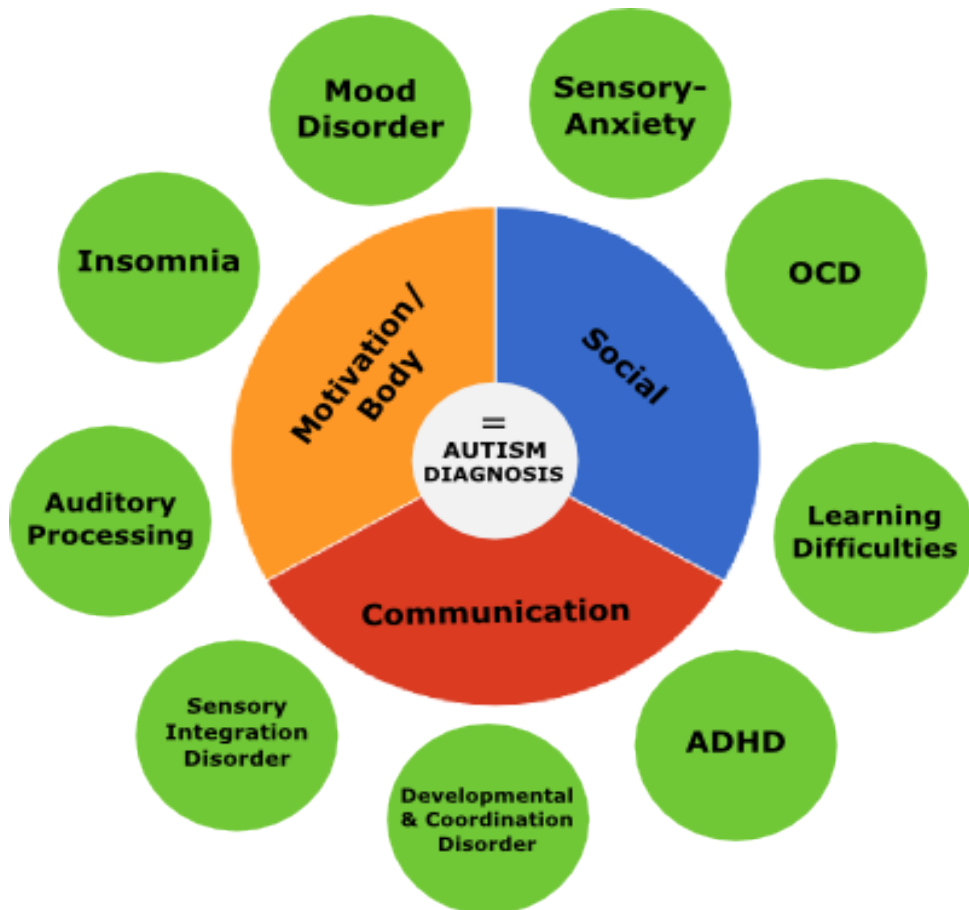 Mood
Disorder
Sensory-
Anxiety
Insomnia
OCD
Motivation/
Body
Social
=
AUTISM
DIAGNOSIS
Auditory
Processing
Learning
Difficulties
Communication
Sensory
Integration
Disorder
ADHD
Developmental
& Coordination
Disorder